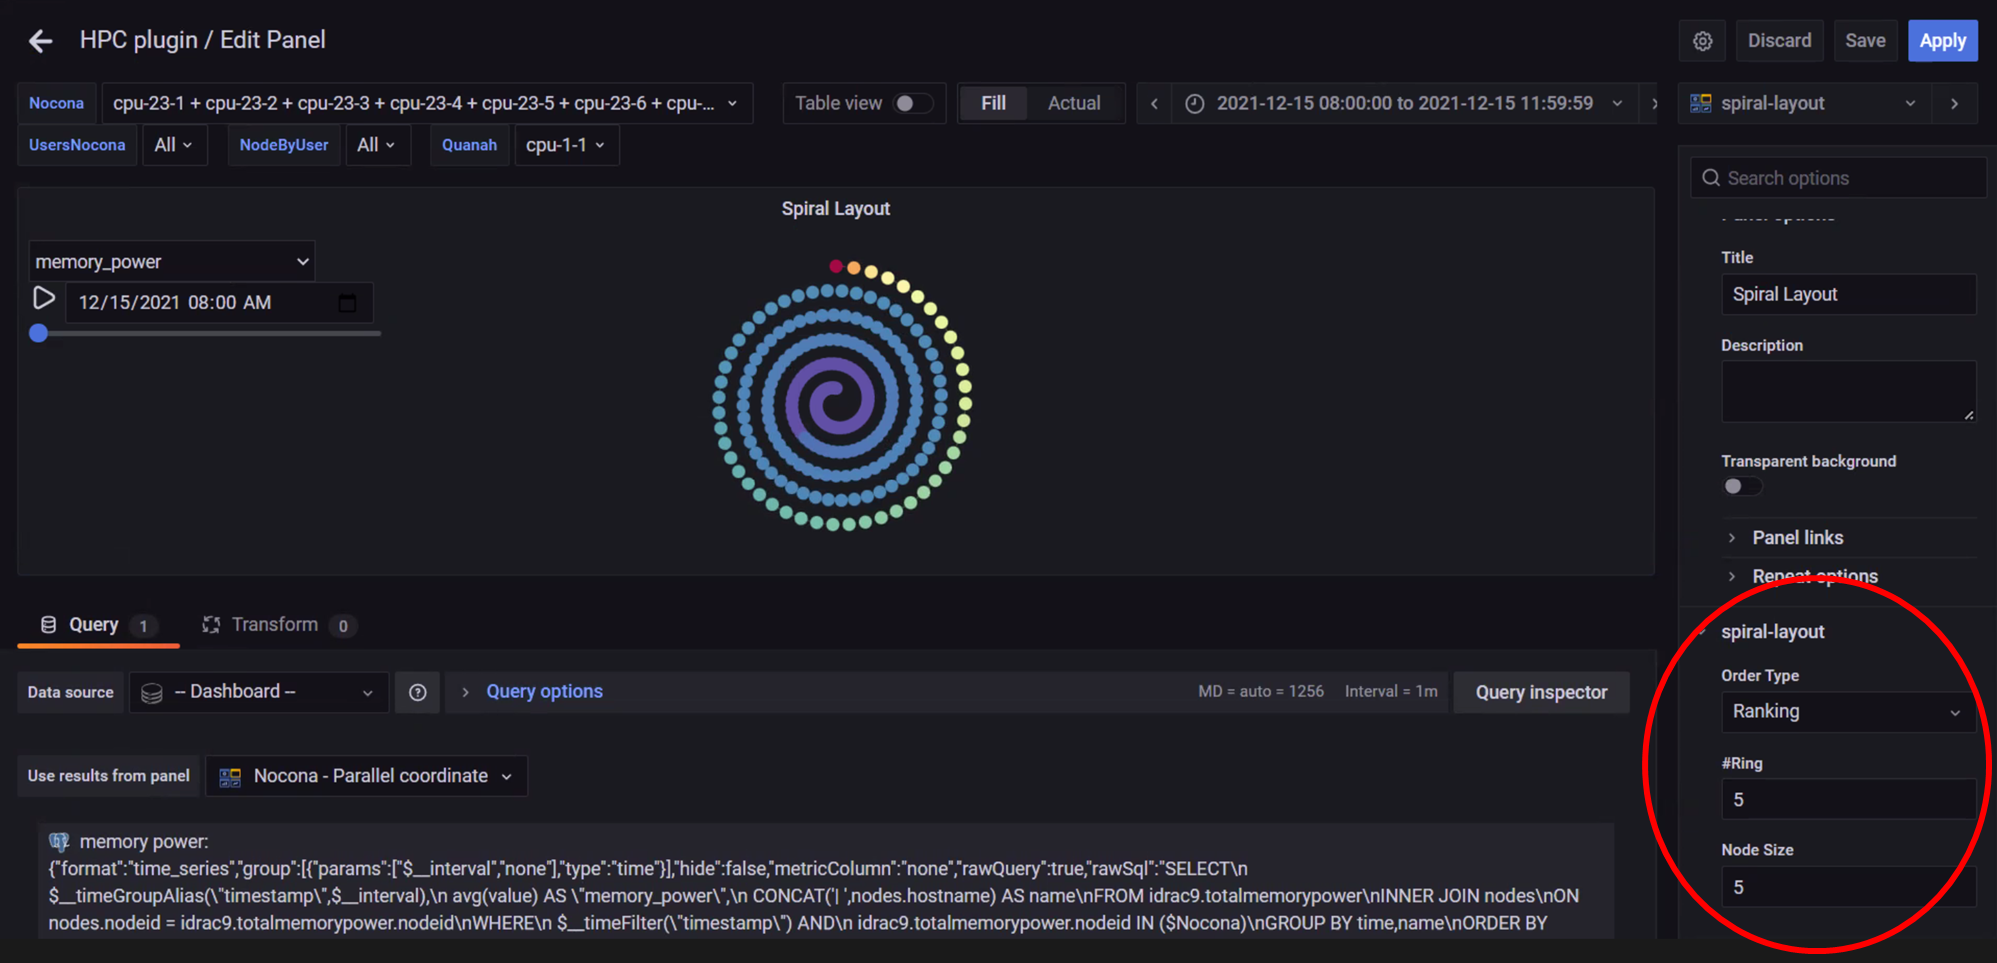 HPC plugin / Edit Panel
Discard
Save
Apply
Nocona
cpu-23-1 + cpu-23-2 + cpu-23-3 + cpu-23-4 + cpu-23-5 + cpu-23-6 + cpu-...
Table view
Fill
Actual
2021-12-15 08:00:00 to 2021-12-15 11:59:59
spiral-layout
UsersNocona
All
NodeByUser
All
Quanah
cpu-1-1
Search options
Spiral Layout
Panel options
memory_power
12/15/2021 08:00 AM
Title
Spiral Layout
Description
Transparent background
Panel links
Repeat options
spiral-layout
Order Type
Ranking
#Ring
5
Node Size
5
Query 1
Transform 0
Data source
-- Dashboard --
Query options
MD = auto = 1256
Interval = 1m
Query inspector
Use results from panel
Nocona - Parallel coordinate
memory power:
{"format":"time_series","group":[{"params":["$__interval","none"],"type":"time"}],"hide":false,"metricColumn":"none","rawQuery":true,"rawSql":"SELECT\n
$__timeGroupAlias(\"timestamp\",$__interval),\n avg(value) AS \"memory_power\",\n CONCAT('| ',nodes.hostname) AS name\nFROM idrac9.totalmemorypower\nINNER JOIN nodes\nON
nodes.nodeid = idrac9.totalmemorypower.nodeid\nWHERE\n $__timeFilter(\"timestamp\") AND\n idrac9.totalmemorypower.nodeid IN ($Nocona)\nGROUP BY time,name\nORDER BY